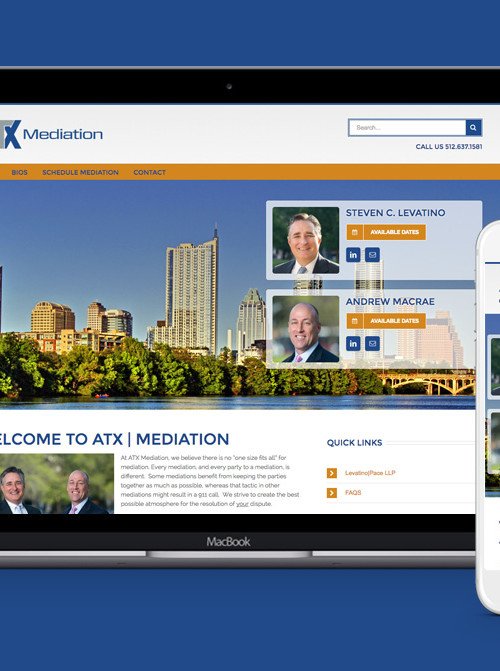 TX Mediation
Search...
CALL US 512.637.1581
BIOS SCHEDULE MEDIATION CONTACT
STEVEN C. LEVATINO
AVAILABLE DATES
in
ANDREW MACRAE
AVAILABLE DATES
in
ELCOME TO ATX | MEDIATION
At ATX Mediation, we believe there is no "one size fits all" for
mediation. Every mediation, and every party to a mediation, is
different. Some mediations benefit from keeping the parties
together as much as possible, whereas that tactic in other
mediations might result in a 911 call. We strive to create the best
possible atmosphere for the resolution of your dispute.
QUICK LINKS
Levatino|Pace LLP
FAQS
MacBook